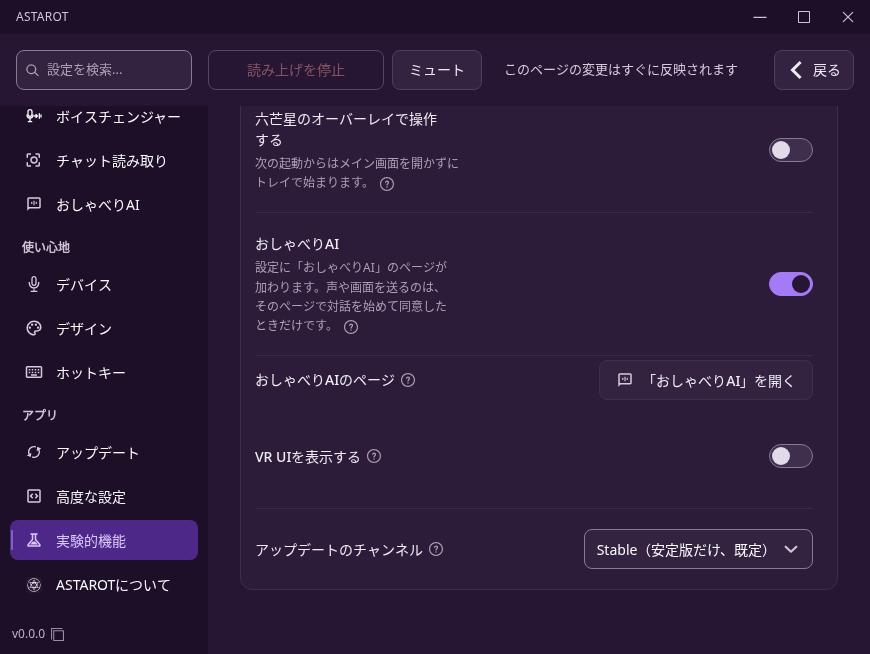 ASTAROT
設定を検索...
読み上げを停止
ミュート
このページの変更はすぐに反映されます
戻る
ボイスチェンジャー
チャット読み取り
おしゃべりAI
使い心地
デバイス
デザイン
ホットキー
アプリ
アップデート
高度な設定
実験的機能
ASTAROTについて
v0.0.0
六芒星のオーバーレイで操作
する
次の起動からはメイン画面を開かずに
トレイで始まります。
おしゃべりAI
設定に「おしゃべりAI」のページが
加わります。声や画面を送るのは、
そのページで対話を始めて同意した
ときだけです。
おしゃべりAIのページ
「おしゃべりAI」を開く
VR UIを表示する
アップデートのチャンネル
Stable（安定版だけ、既定）